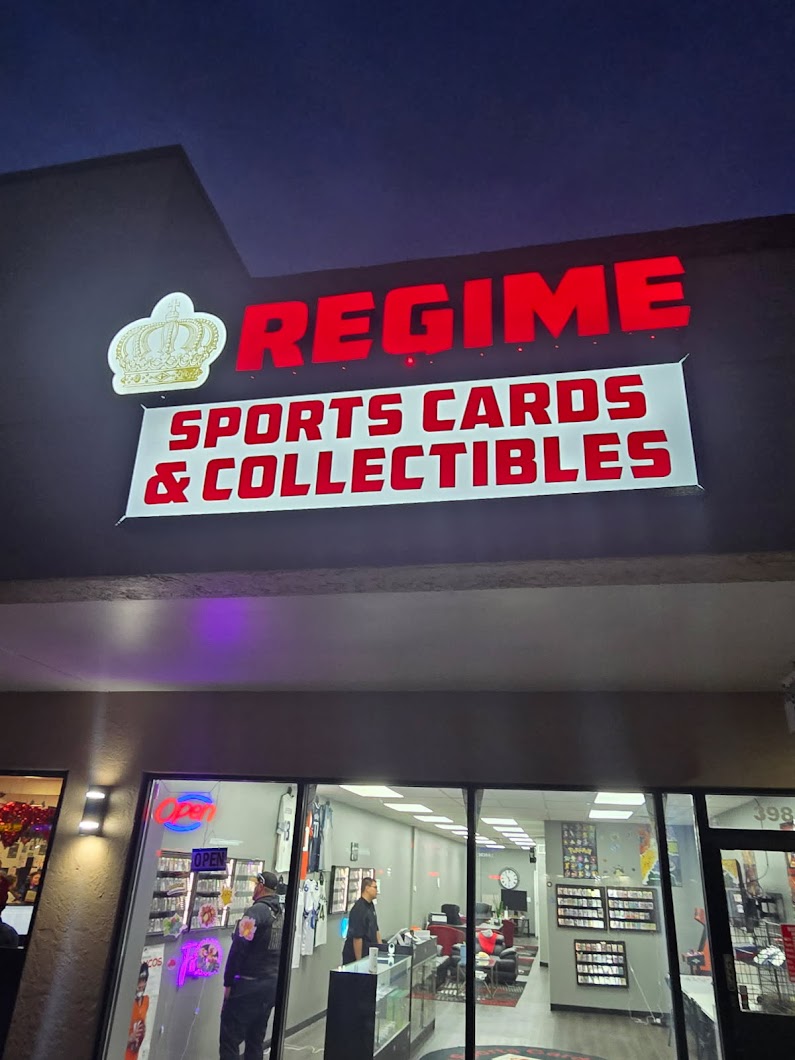 REGIME
SPORTS CARDS
& COLLECTIBLES
Open
OPEN
398